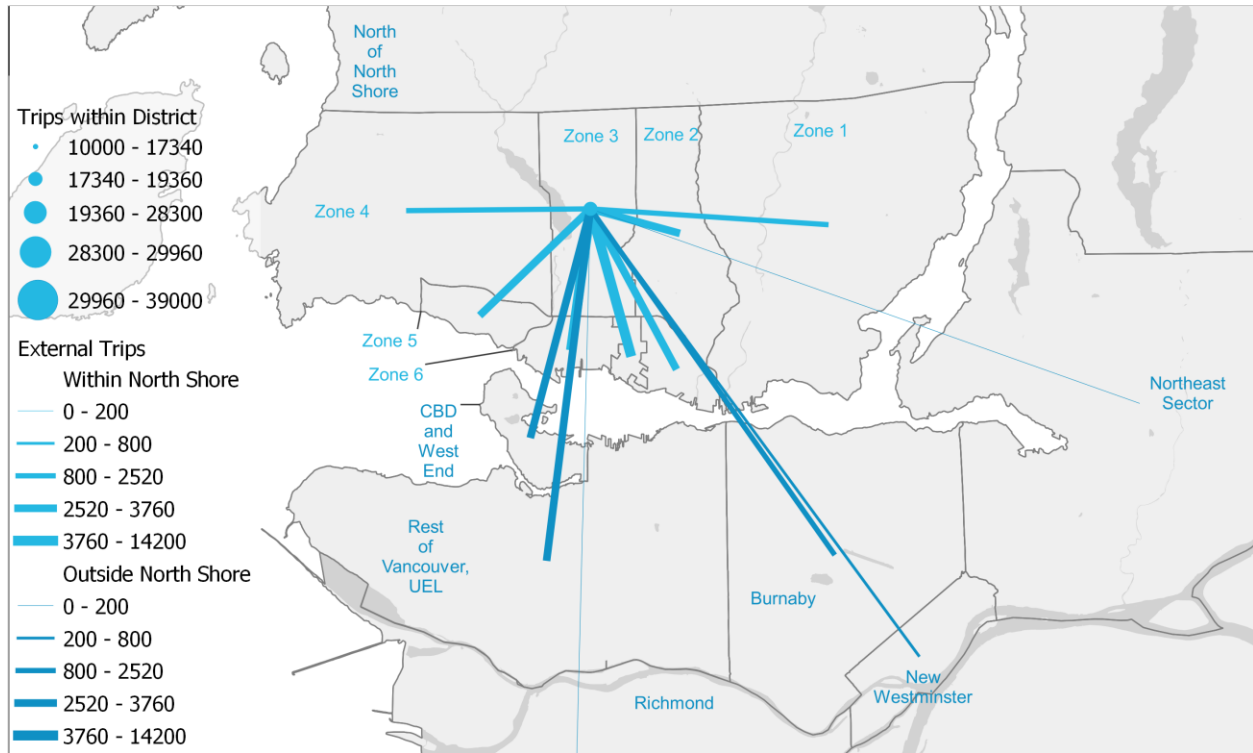 North
of
North
Shore
Trips within District
10000 - 17340
17340 - 19360
19360 - 28300
28300 - 29960
29960 - 39000
External Trips
Within North Shore
0 - 200
200 - 800
800 - 2520
2520 - 3760
3760 - 14200
Outside North Shore
0 - 200
200 - 800
800 - 2520
2520 - 3760
3760 - 14200
Zone 3
Zone 2
Zone 1
Zone 4
Zone 5
Zone 6
CBD
and
West
End
Northeast
Sector
Rest
of
Vancouver,
UEL
Burnaby
New
Westminster
Richmond